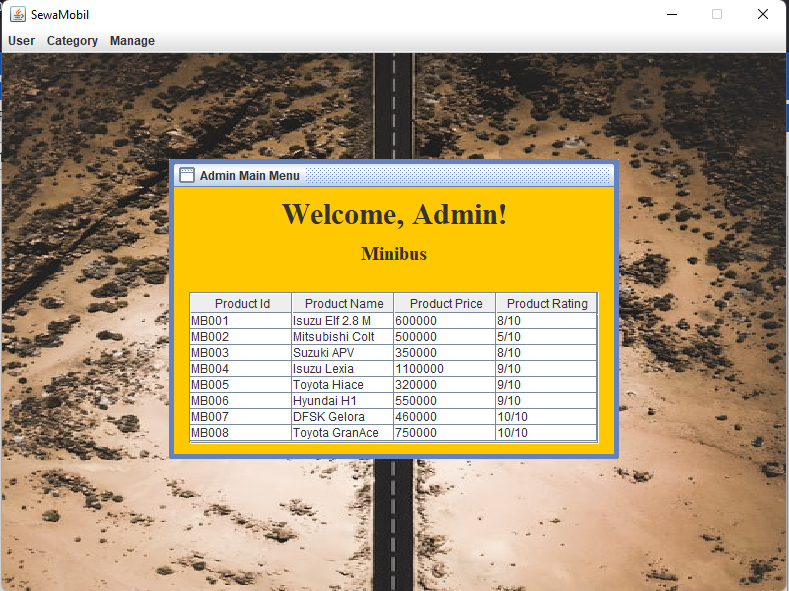 SewaMobil
User Category Manage
Admin Main Menu
Welcome, Admin!
Minibus
Product Id Product Name Product Price Product Rating
MB001 Isuzu Elf 2.8 M 600000 8/10
MB002 Mitsubishi Colt 500000 5/10
MB003 Suzuki APV 350000 8/10
MB004 Isuzu Lexia 1100000 9/10
MB005 Toyota Hiace 320000 9/10
MB006 Hyundai H1 550000 9/10
MB007 DFSK Gelora 460000 10/10
MB008 Toyota GranAce 750000 10/10